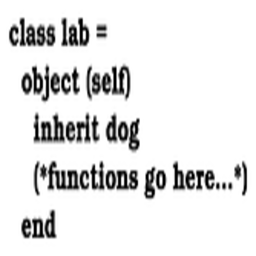 class lab =
object (self)
inherit dog
(*functions go here...*)
end